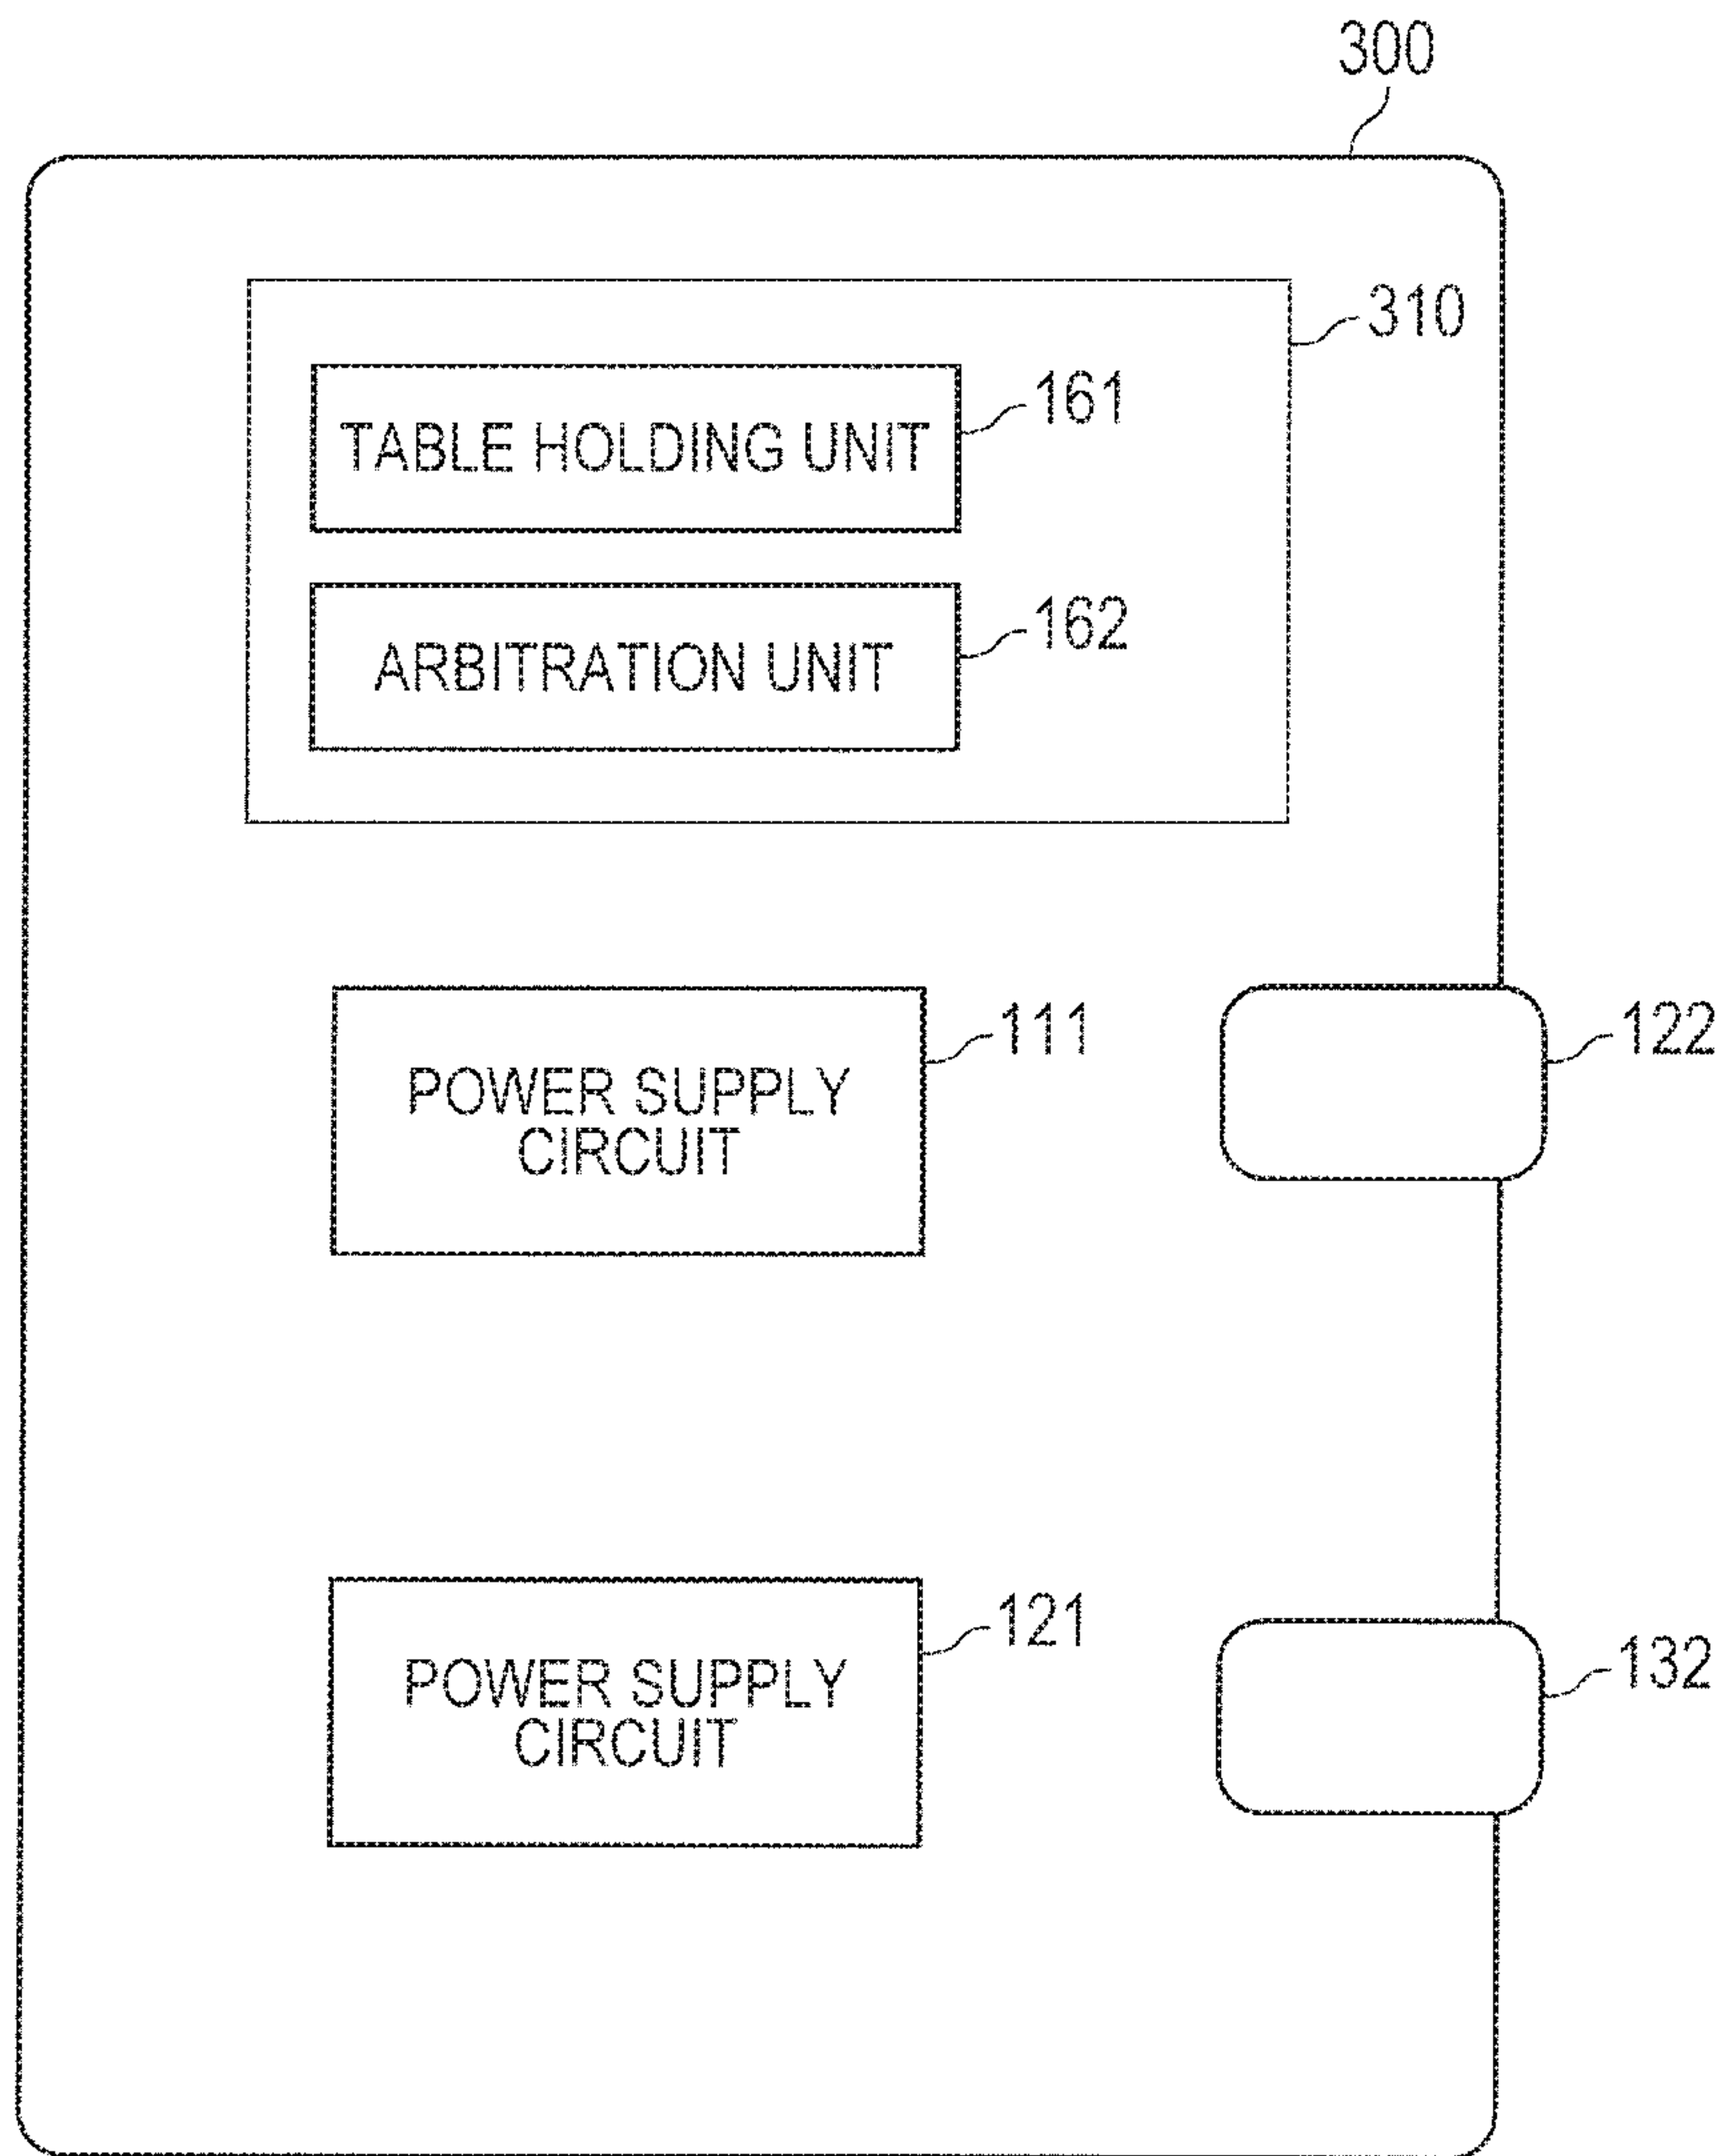 300
310
161
TABLE HOLDING UNIT
162
ARBITRATION UNIT
111
122
POWER SUPPLY
CIRCUIT
121
132
POWER SUPPLY
CIRCUIT